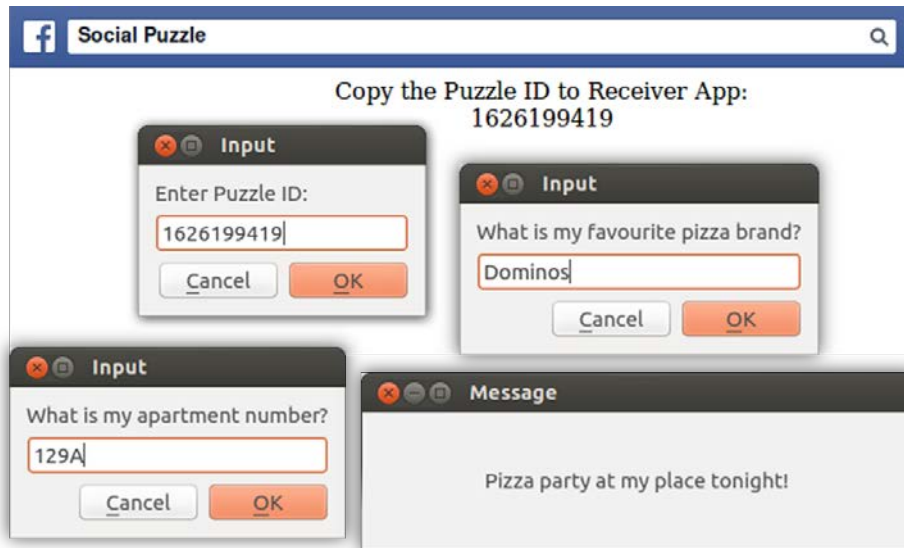 f Social Puzzle
Copy the Puzzle ID to Receiver App:
1626199419
Input
Enter Puzzle ID:
1626199419
Cancel OK
Input
What is my favourite pizza brand?
Dominos
Cancel OK
Input
What is my apartment number?
129A
Cancel OK
Message
Pizza party at my place tonight!